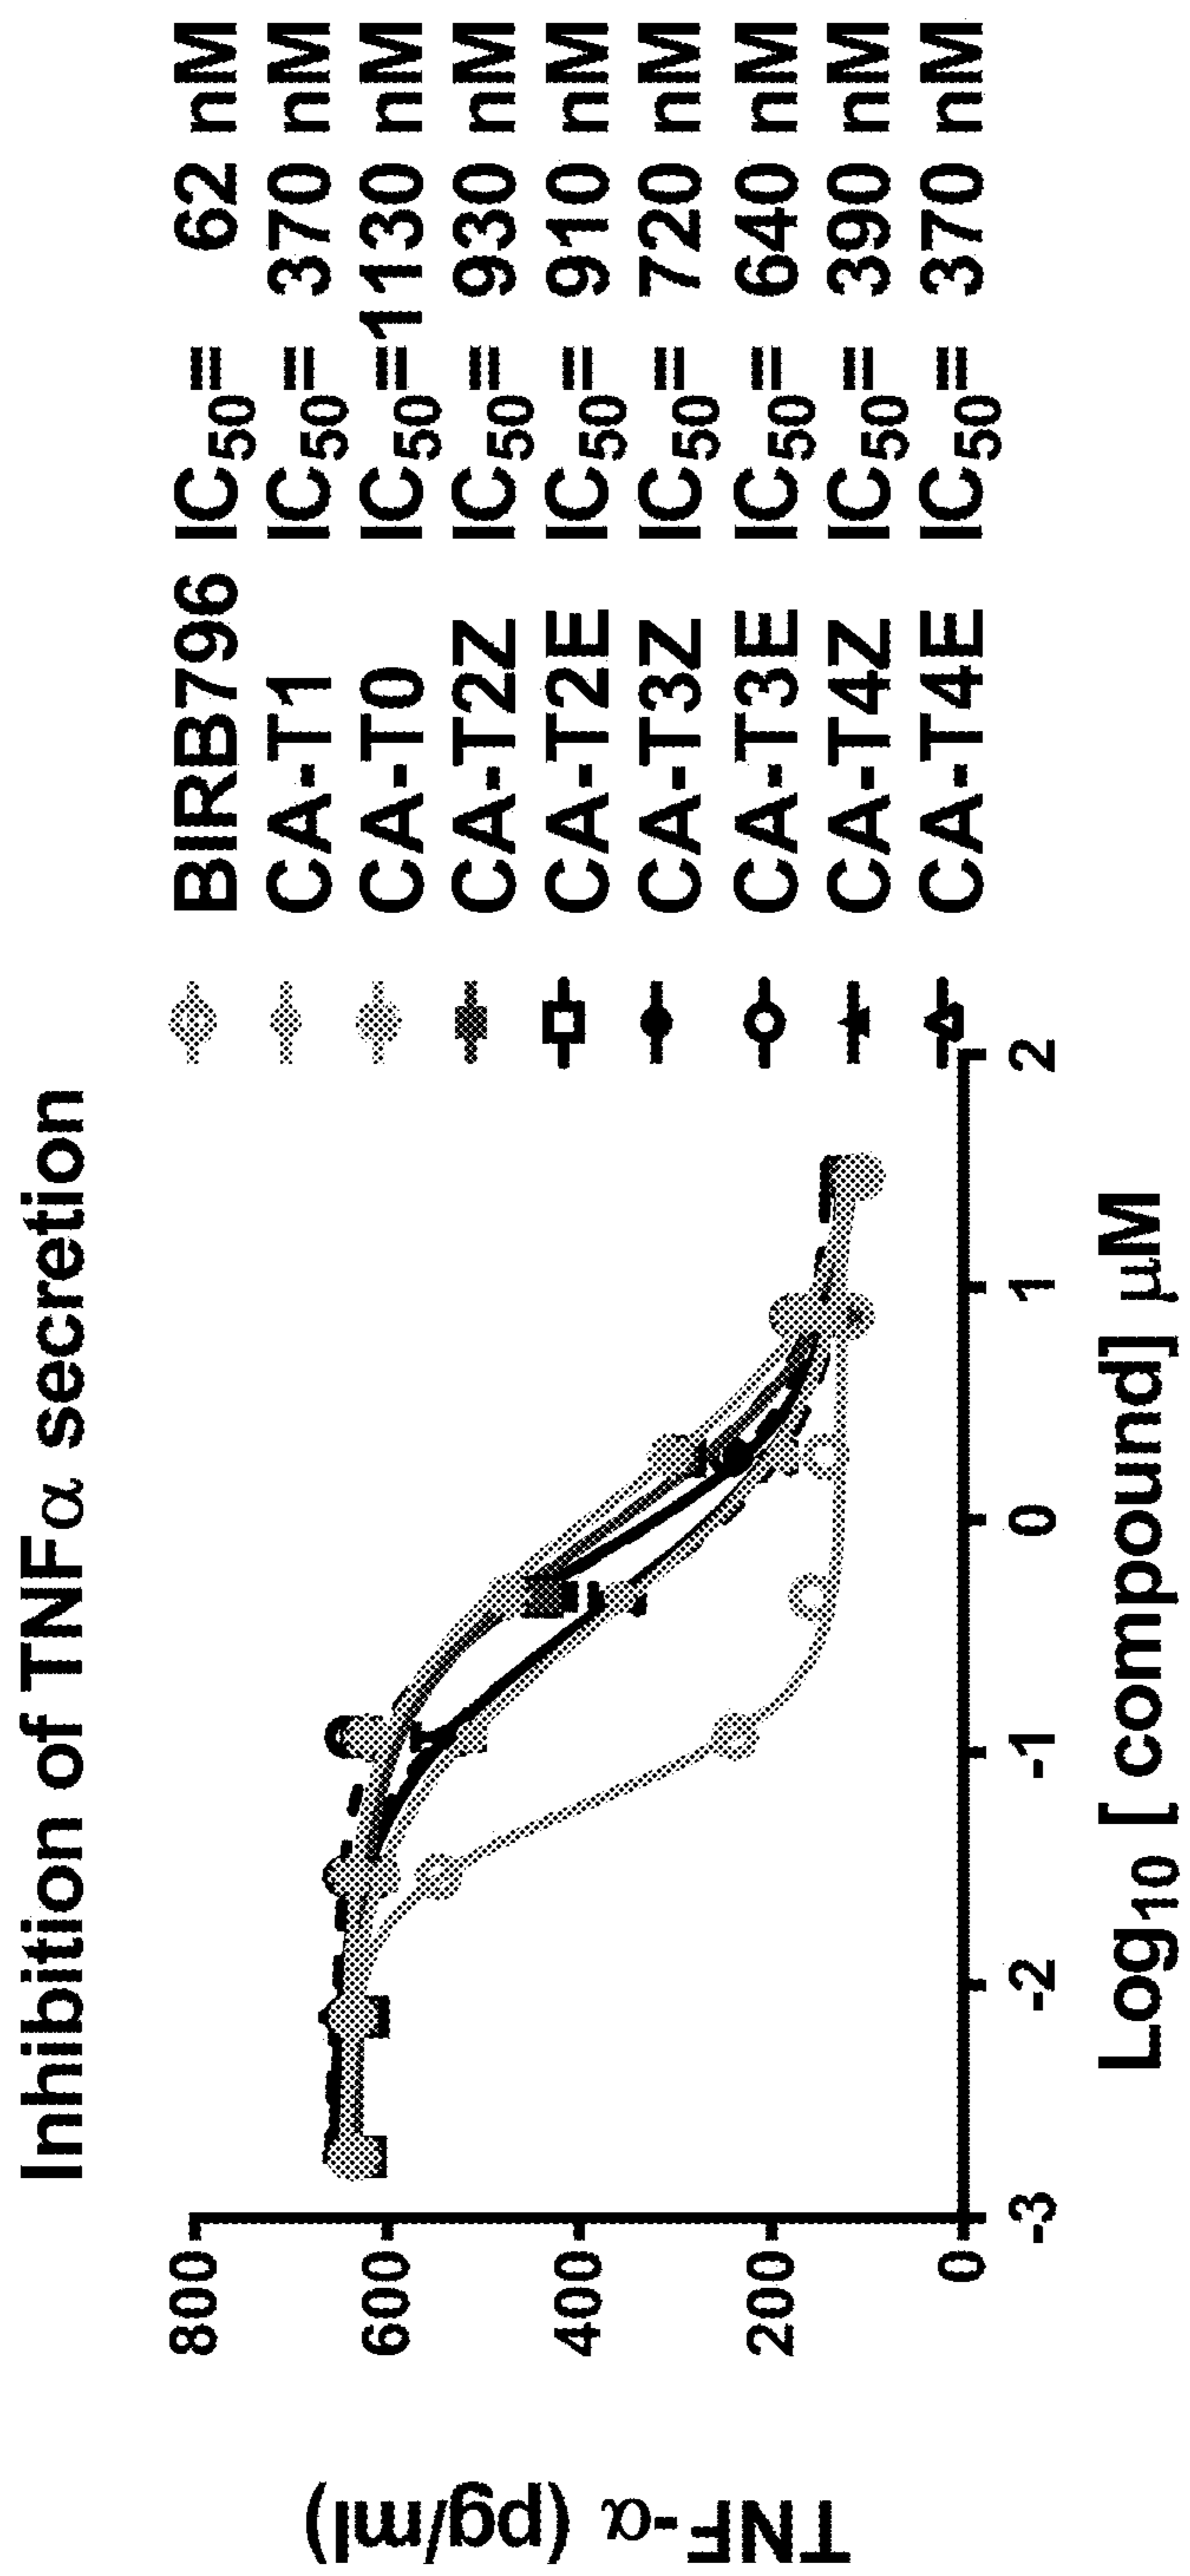 Inhibition of TNFα secretion
TNF-α (pg/ml)
800
600
400
200
0
-3 -2 -1 0 1 2
Log10 [ compound] μM
BIRB796 IC50= 62 nM
CA-T1 IC50= 370 nM
CA-T0 IC50=1130 nM
CA-T2Z IC50= 930 nM
CA-T2E IC50= 910 nM
CA-T3Z IC50= 720 nM
CA-T3E IC50= 640 nM
CA-T4Z IC50= 390 nM
CA-T4E IC50= 370 nM